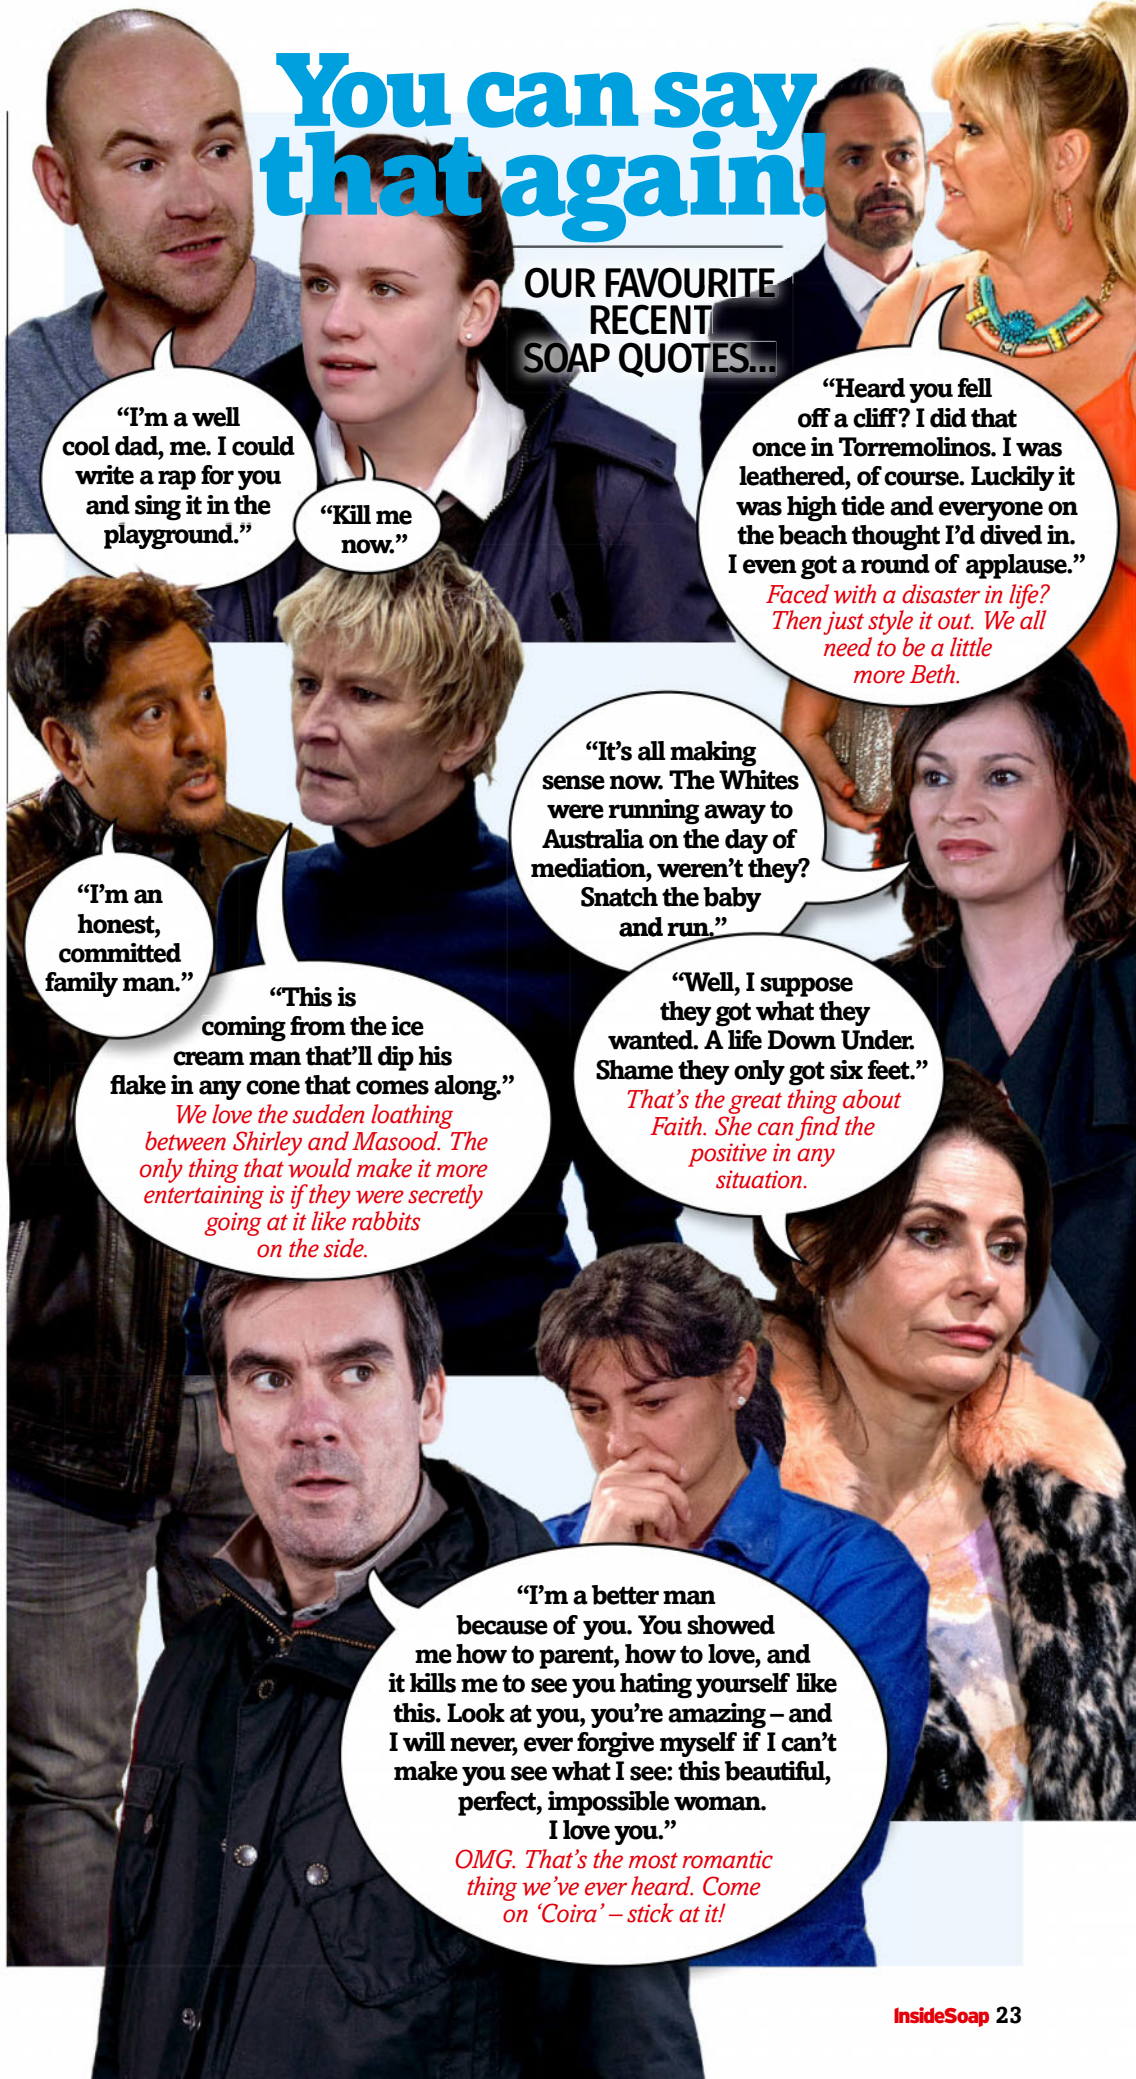 You can say
that again!
OUR FAVOURITE
RECENT
SOAP QUOTES...
“I’m a well
cool dad, me. I could
write a rap for you
and sing it in the
playground.”
“Kill me
now.”
“Heard you fell
off a cliff? I did that
once in Torremolinos. I was
leathered, of course. Luckily it
was high tide and everyone on
the beach thought I’d dived in.
I even got a round of applause.”
Faced with a disaster in life?
Then just style it out. We all
need to be a little
more Beth.
“I’m an
honest,
committed
family man.”
“This is
coming from the ice
cream man that’ll dip his
flake in any cone that comes along.”
We love the sudden loathing
between Shirley and Masood. The
only thing that would make it more
entertaining is if they were secretly
going at it like rabbits
on the side.
“It’s all making
sense now. The Whites
were running away to
Australia on the day of
mediation, weren’t they?
Snatch the baby
and run.”
“Well, I suppose
they got what they
wanted. A life Down Under.
Shame they only got six feet.”
That’s the great thing about
Faith. She can find the
positive in any
situation.
“I’m a better man
because of you. You showed
me how to parent, how to love, and
it kills me to see you hating yourself like
this. Look at you, you’re amazing – and
I will never, ever forgive myself if I can’t
make you see what I see: this beautiful,
perfect, impossible woman.
I love you.”
OMG. That’s the most romantic
thing we’ve ever heard. Come
on ‘Coira’ – stick at it!
InsideSoap 23